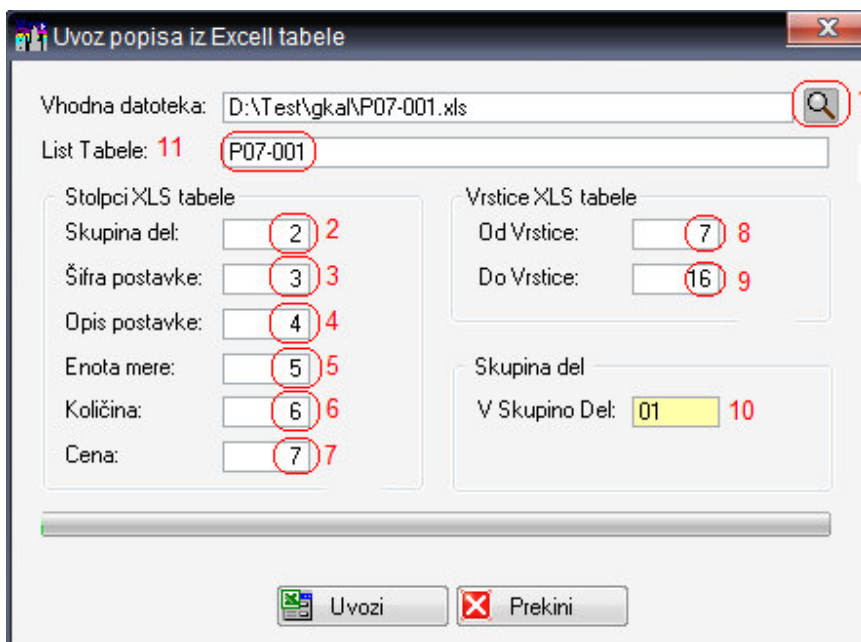 Uvoz popisa iz Excell tabele
Vhodna datoteka: D:\Test\gkal\P07-001.xls
List Tabele: 11 P07-001
Stolpci XLS tabele
Skupina del: 2 2
Šifra postavke: 3 3
Opis postavke: 4 4
Enota mere: 5 5
Količina: 6 6
Cena: 7 7
Vrstice XLS tabele
Od Vrstice: 7 8
Do Vrstice: 16 9
Skupina del
V Skupino Del: 01 10
Uvozi Prekini